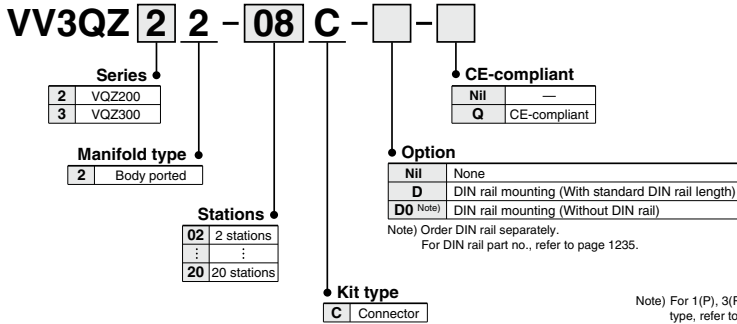 VV3QZ 2 2 - 08 C - -
Series
2 VQZ200
3 VQZ300
Manifold type
2 Body ported
Stations
02 2 stations
⋮ ⋮
20 20 stations
Kit type
C Connector
CE-compliant
Nil —
Q CE-compliant
Option
Nil None
D DIN rail mounting (With standard DIN rail length)
D0 Note) DIN rail mounting (Without DIN rail)
Note) Order DIN rail separately.
For DIN rail part no., refer to page 1235.
Note) For 1(P), 3(
type, refer to